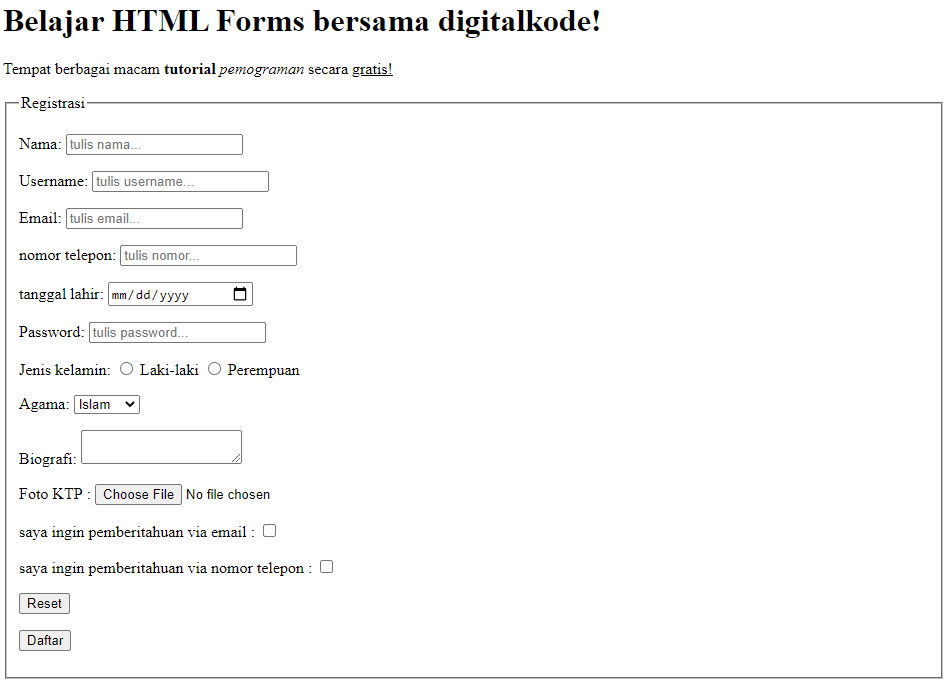 Belajar HTML Forms bersama digitalkode!
Tempat berbagai macam tutorial pemograman secara gratis!
Registrasi
Nama: tulis nama...
Username: tulis username...
Email: tulis email...
nomor telepon: tulis nomor...
tanggal lahir: mm/dd/yyyy
Password: tulis password...
Jenis kelamin: Laki-laki Perempuan
Agama: Islam
Biografi:
Foto KTP : Choose File No file chosen
saya ingin pemberitahuan via email :
saya ingin pemberitahuan via nomor telepon :
Reset
Daftar